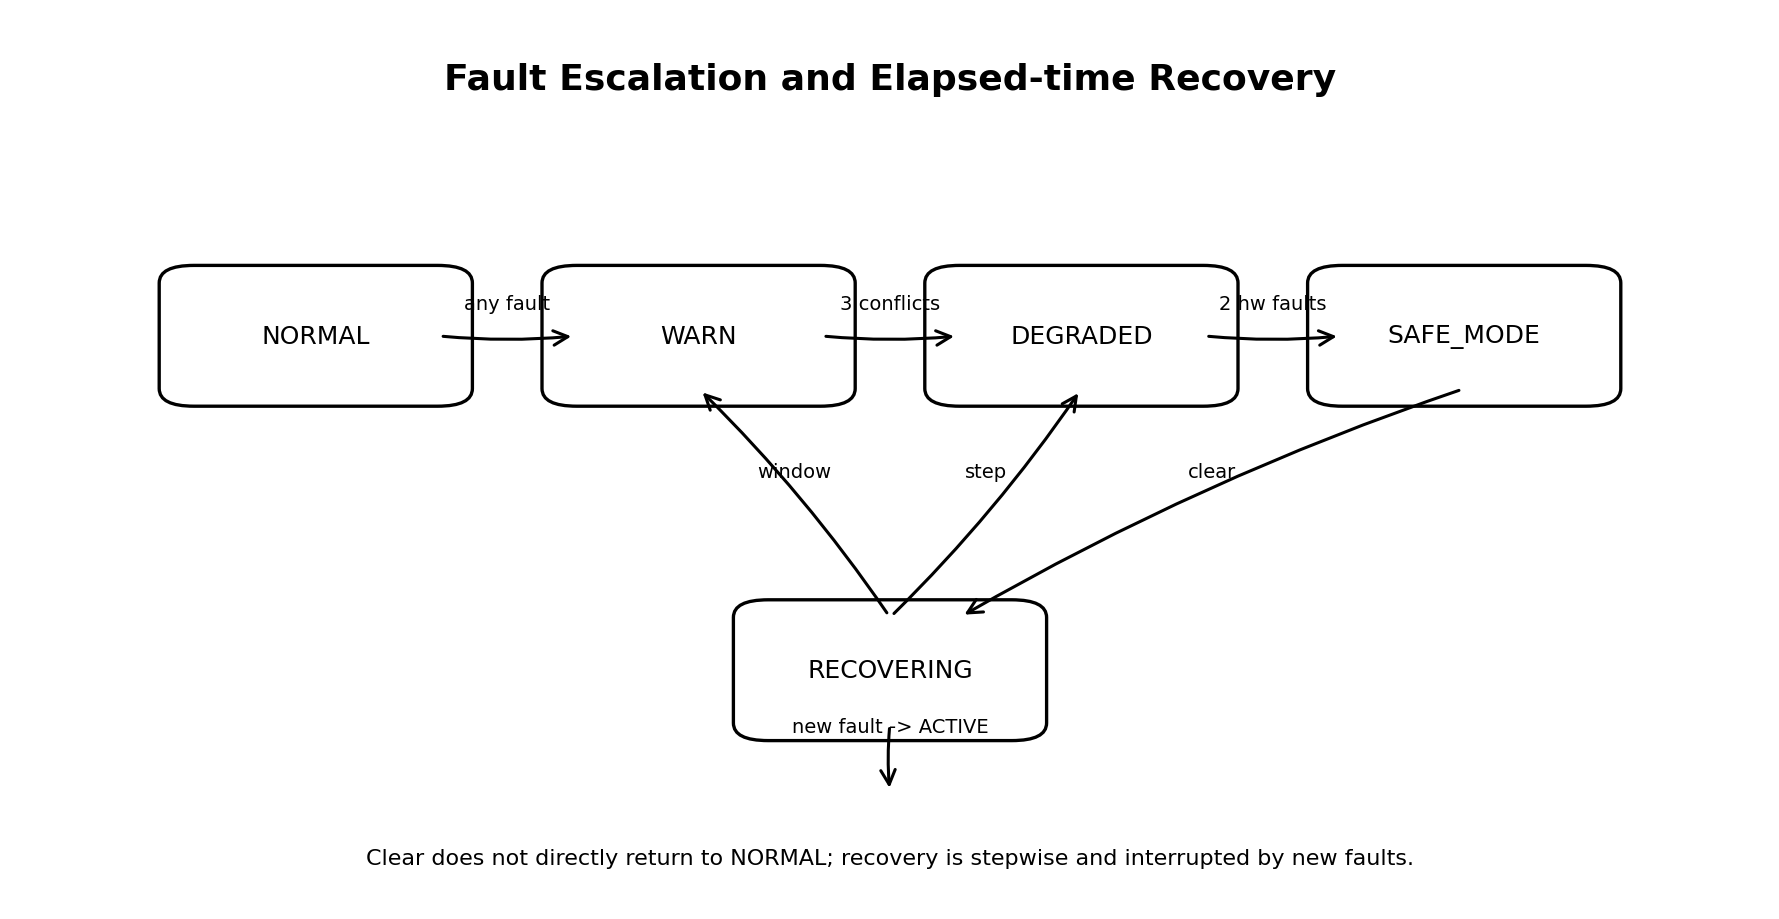 Fault Escalation and Elapsed-time Recovery
any fault
3 conflicts
2 hw faults
NORMAL
WARN
DEGRADED
SAFE_MODE
window
step
clear
RECOVERING
new fault -> ACTIVE
Clear does not directly return to NORMAL; recovery is stepwise and interrupted by new faults.